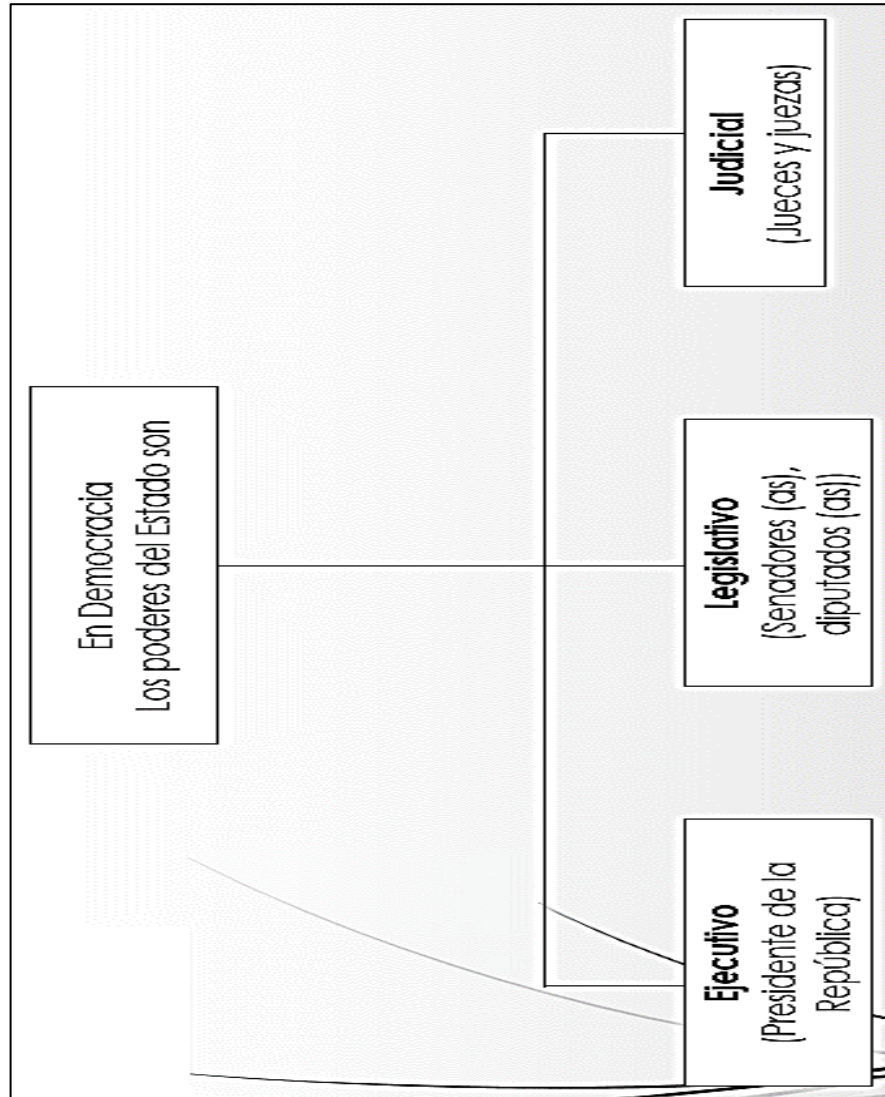 En Democracia
Los poderes del Estado son
Ejecutivo
(Presidente de la
República)
Legislativo
(Senadores (as),
diputados (as))
Judicial
(Jueces y juezas)